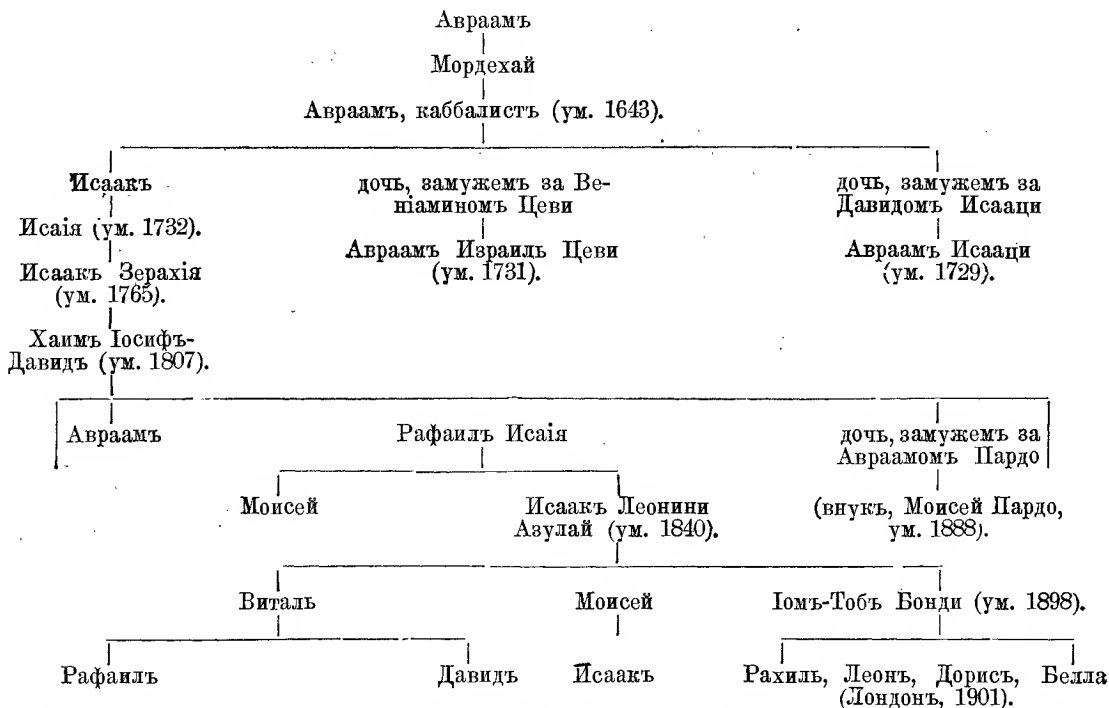 Авраамъ
Мордехай
Авраамъ, каббалистъ (ум. 1643).
Исаакъ
дочь, замужемъ за Ве-
ніаминомъ Цеви
дочь, замужемъ за
Давидомъ Исааци
Исаія (ум. 1732).
Авраамъ Израиль Цеви
(ум. 1731).
Авраамъ Исааци
(ум. 1729).
Исаакъ Зерахія
(ум. 1765).
Хаимъ Іосифъ-
Давидъ (ум. 1807).
Авраамъ
Рафаилъ Исаія
дочь, замужемъ за
Авраамомъ Пардо
Моисей
Исаакъ Леонини
Азулай (ум. 1840).
(внукъ, Моисей Пардо,
ум. 1888).
Виталь
Моисей
Іомъ-Тобъ Бонди (ум. 1898).
Рафаилъ
Давидъ
Исаакъ
Рахиль, Леонъ, Дорисъ, Белла
(Лондонъ, 1901).